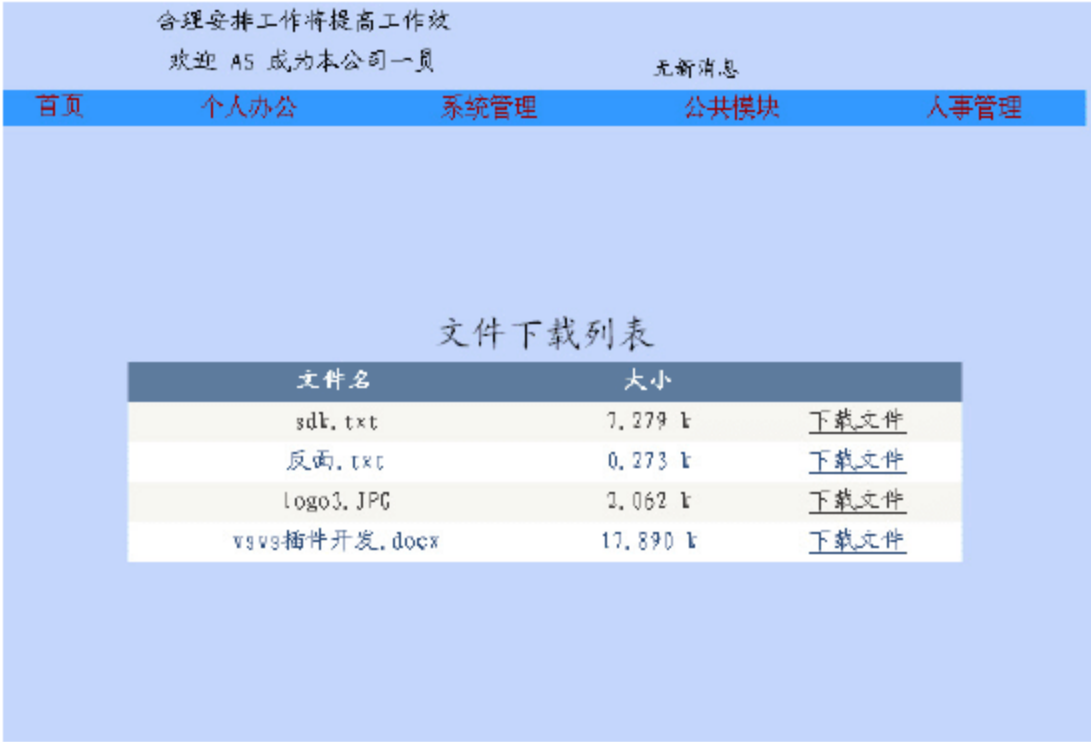 合理安排工作将提高工作效
欢迎 A5 成为本公司一员
无新消息
首页 个人办公 系统管理 公共模块 人事管理
文件下载列表
文件名 大小
sdk.txt 7.279 k 下载文件
反面.txt 0.273 k 下载文件
logo3.JPG 2.062 k 下载文件
vsvs插件开发.docx 17.890 k 下载文件